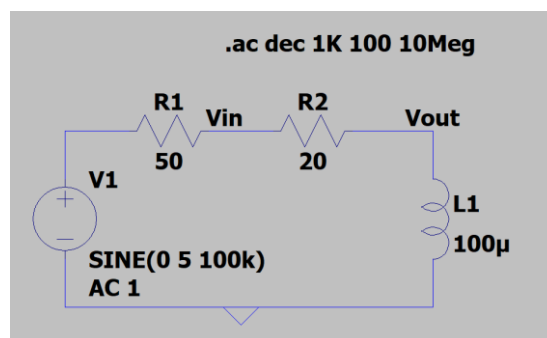 .ac dec 1K 100 10Meg
R1
Vin
R2
Vout
50
20
V1
L1
100µ
SINE(0 5 100k)
AC 1